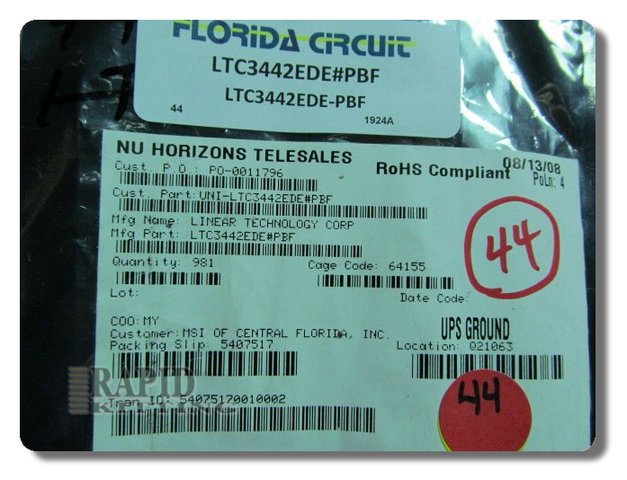 FLORIDA CIRCUIT
LTC3442EDE#PBF
LTC3442EDE-PBF
44 1924A
NU HORIZONS TELESALES RoHS Compliant 08/13/08
Cust. P.O.: PO-0011796 PoLn: 4
Cust. Part: UNI-LTC3442EDE#PBF
Mfg Name: LINEAR TECHNOLOGY CORP
Mfg Part: LTC3442EDE#PBF
44
Quantity: 981 Cage Code: 64155
Lot: Date Code:
COO: MY UPS GROUND
Customer: MSI OF CENTRAL FLORIDA, INC.
Packing Slip: 5407517 Location: Q21063
RAPID
KITTING
44
Tran ID: 54075170010002